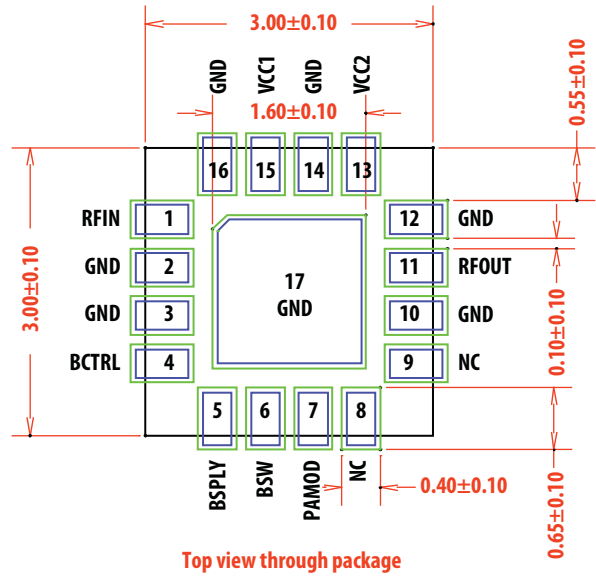 3.00±0.10
GND
VCC1
GND
VCC2
1.60±0.10
0.55±0.10
16
15
14
13
RFIN 1
12 GND
GND 2
11 RFOUT
GND 3
10 GND
BCTRL 4
9 NC
17
GND
3.00±0.10
0.10±0.10
5
6
7
8
BSPLY
BSW
PAMOD
NC
0.40±0.10
0.65±0.10
Top view through package